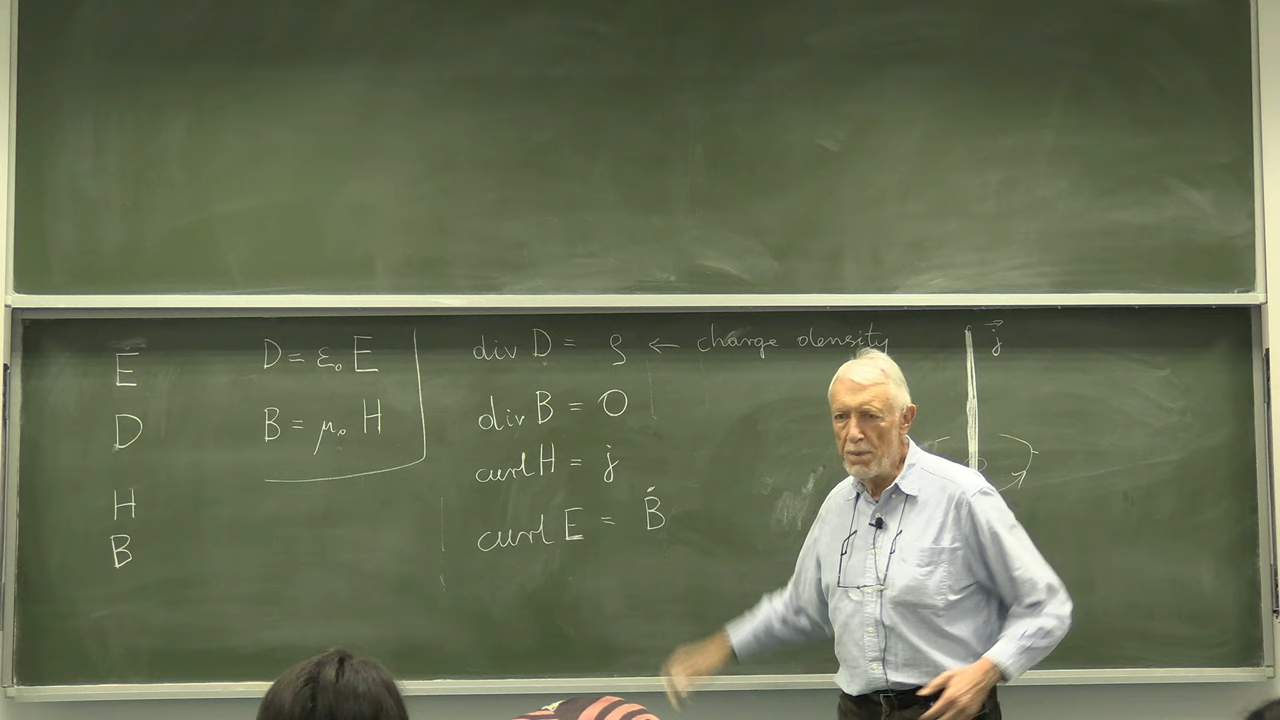 E
D
H
B
D = ε₀ E
B = μ₀ H
div D = ρ ← charge density
div B = 0
curl H = j
curl E = Ḃ
j⃗